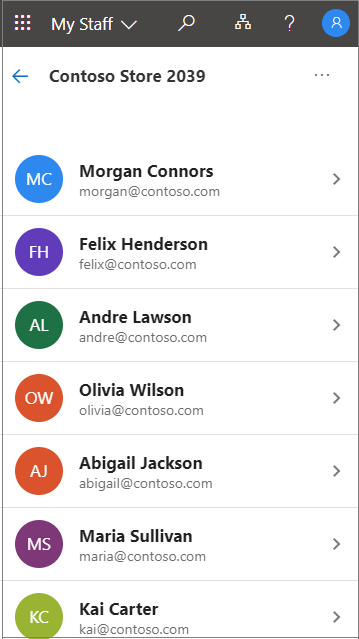 My Staff
?
Contoso Store 2039
...
MC
Morgan Connors
morgan@contoso.com
FH
Felix Henderson
felix@contoso.com
AL
Andre Lawson
andre@contoso.com
OW
Olivia Wilson
olivia@contoso.com
AJ
Abigail Jackson
abigail@contoso.com
MS
Maria Sullivan
maria@contoso.com
KC
Kai Carter
kai@contoso.com